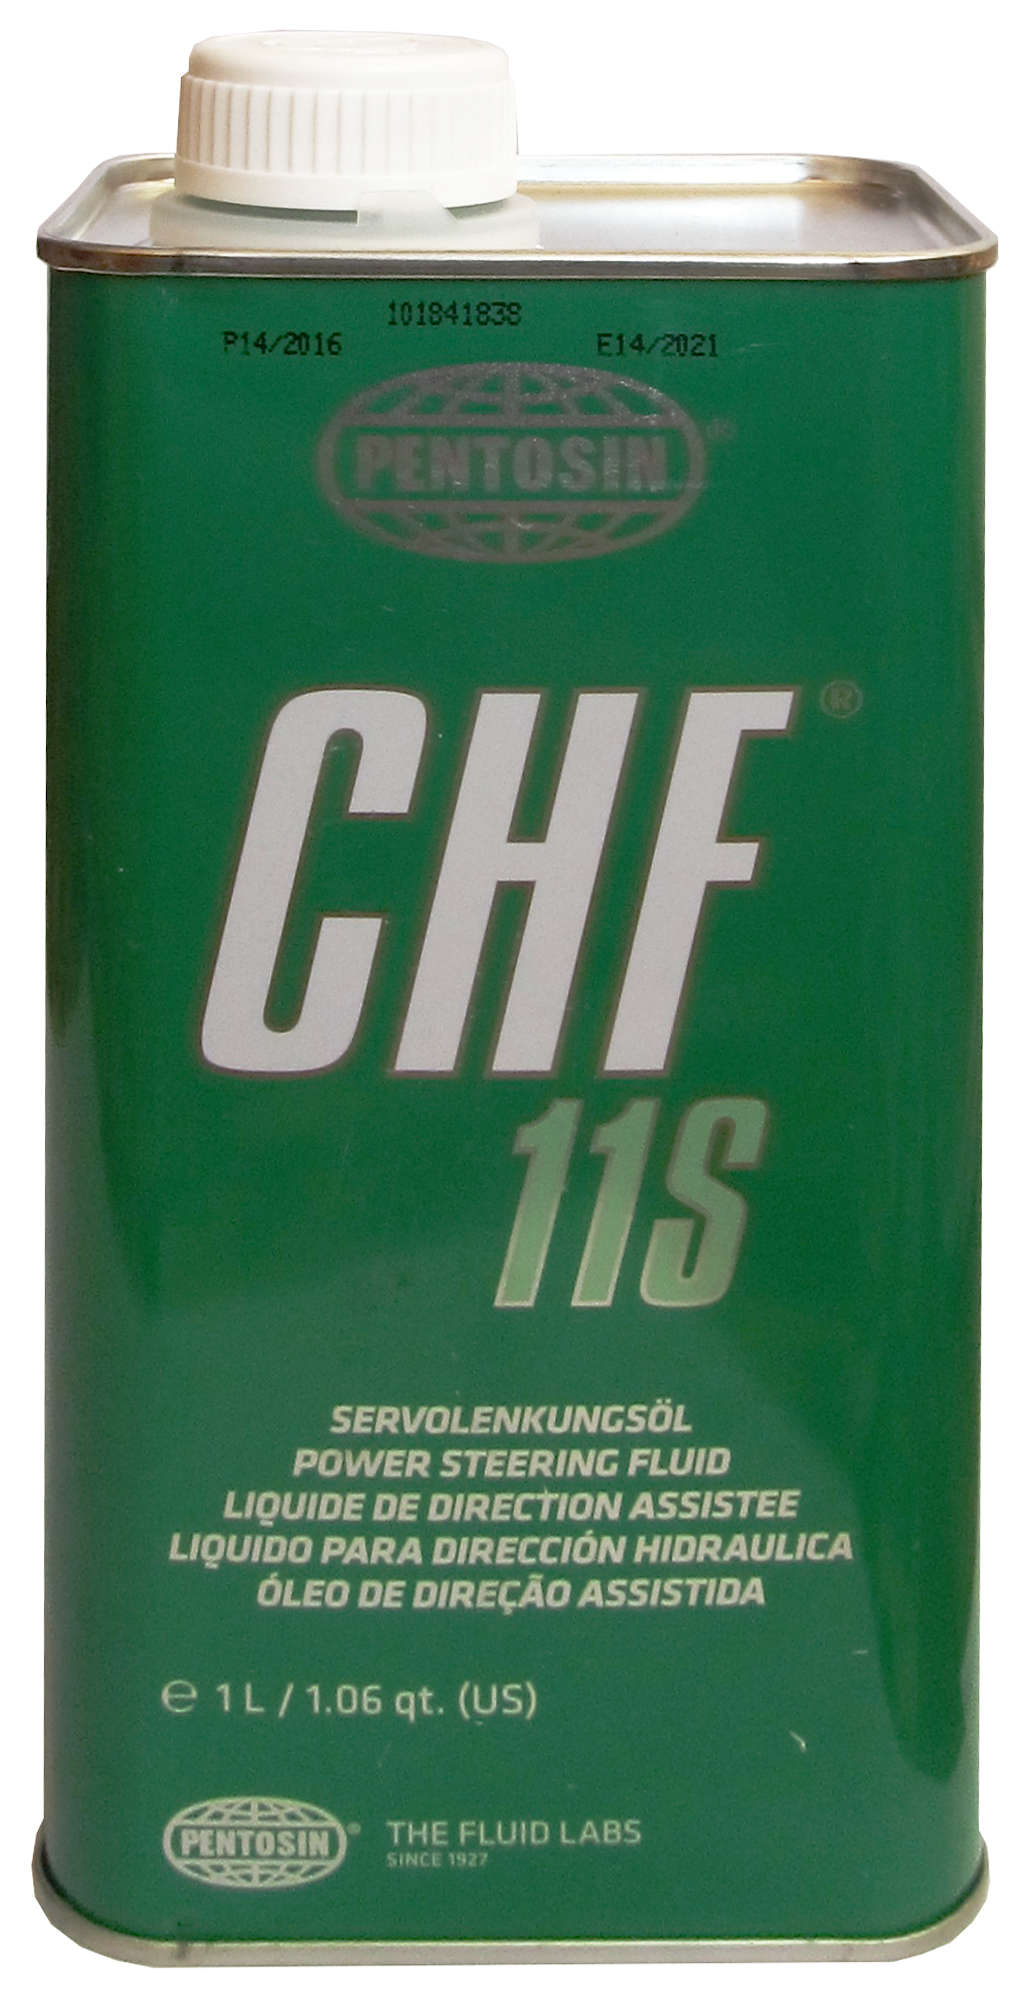 101841838
P14/2016 E14/2021
PENTOSIN®
CHF®
11S
SERVOLENKUNGSÖL
POWER STEERING FLUID
LIQUIDE DE DIRECTION ASSISTEE
LIQUIDO PARA DIRECCIÓN HIDRAULICA
ÓLEO DE DIREÇÃO ASSISTIDA
℮ 1 L / 1.06 qt. (US)
PENTOSIN® THE FLUID LABS
SINCE 1927